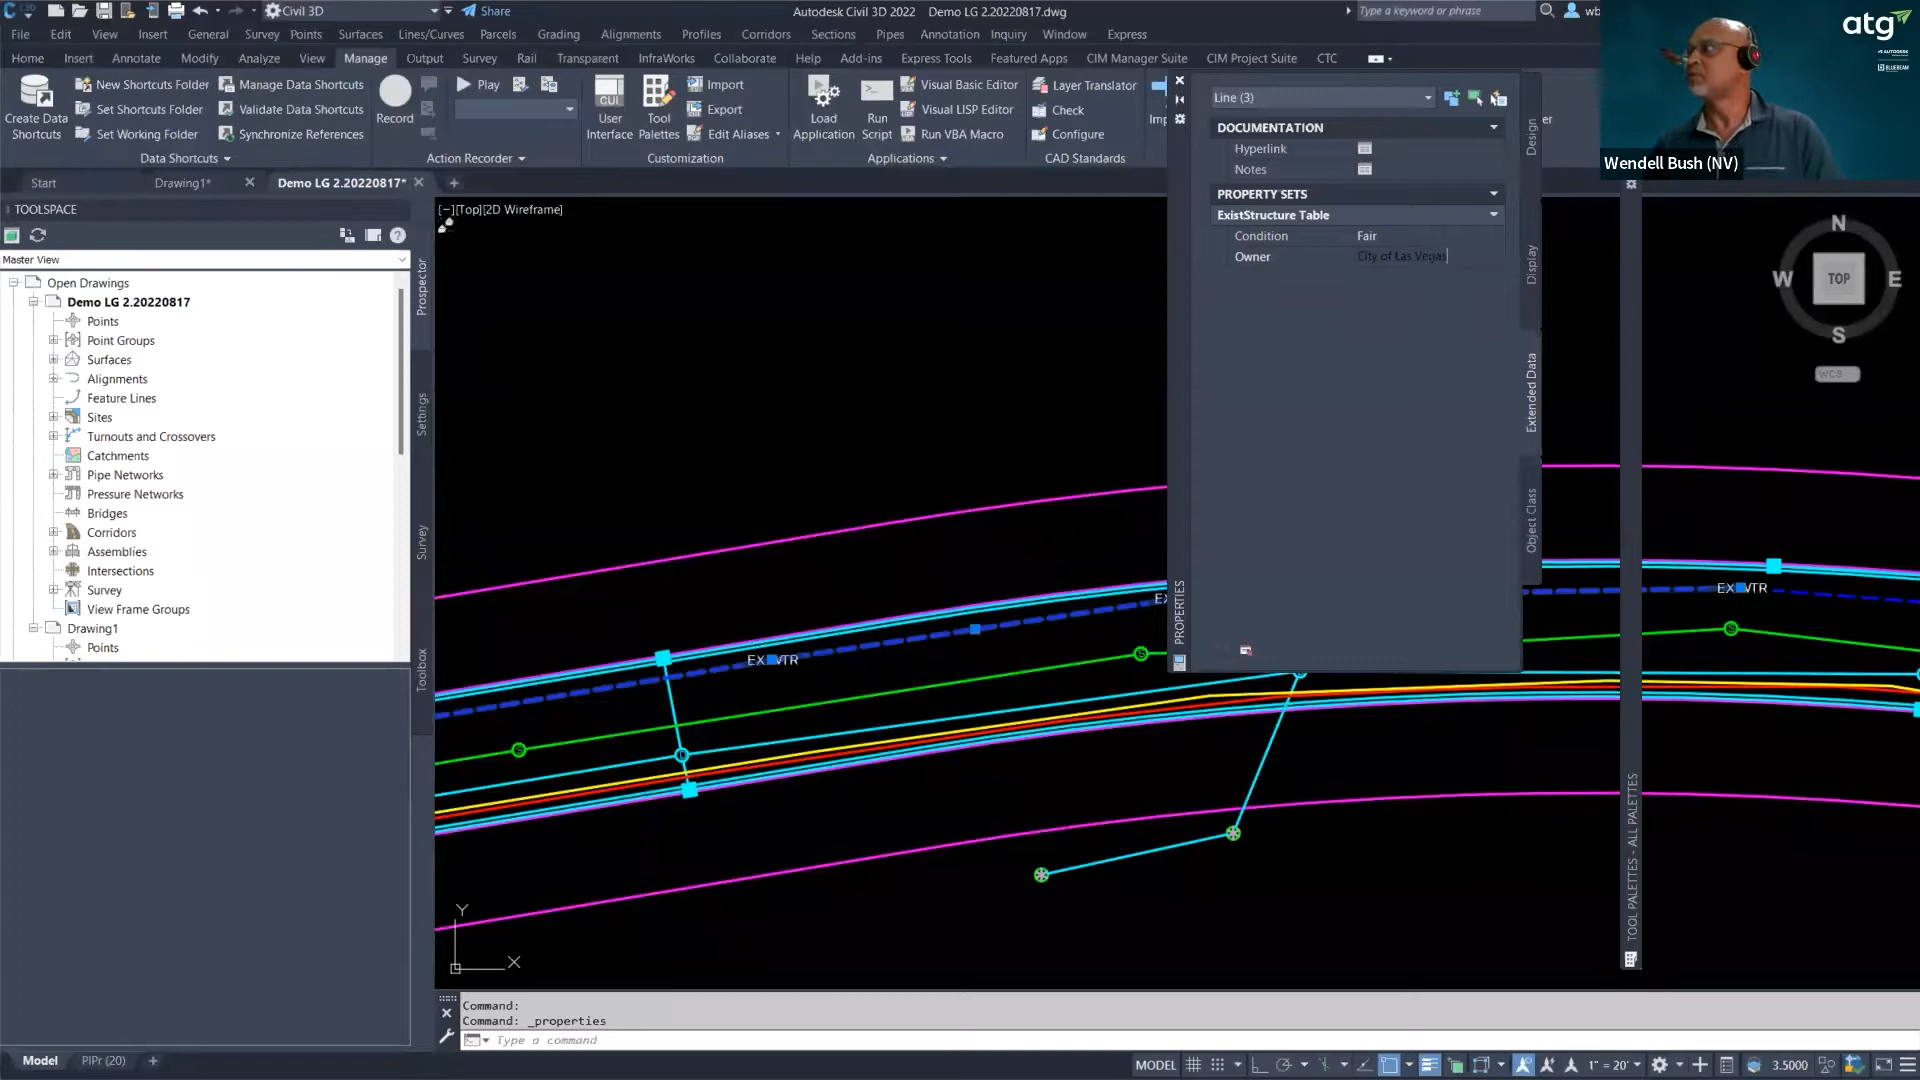 Civil 3D
Share
Autodesk Civil 3D 2022 Demo LG 2.20220817.dwg
Type a keyword or phrase
wb
File Edit View Insert General Survey Points Surfaces Lines/Curves Parcels Grading Alignments Profiles Corridors Sections Pipes Annotation Inquiry Window Express
Home Insert Annotate Modify Analyze View Manage Output Survey Rail Transparent InfraWorks Collaborate Help Add-ins Express Tools Featured Apps CIM Manage Suite CIM Project Suite CTC
Create Data
Shortcuts
New Shortcuts Folder
Set Shortcuts Folder
Set Working Folder
Manage Data Shortcuts
Validate Data Shortcuts
Synchronize References
Data Shortcuts
Record
Play
Action Recorder
User
Interface
CUI
Tool
Palettes
Import
Export
Edit Aliases
Customization
Load
Application
Run
Script
Visual Basic Editor
Visual LISP Editor
Run VBA Macro
Applications
Layer Translator
Check
Configure
CAD Standards
Start
Drawing1*
Demo LG 2.20220817*
TOOLSPACE
Master View
Open Drawings
Demo LG 2.20220817
Points
Point Groups
Surfaces
Alignments
Feature Lines
Sites
Turnouts and Crossovers
Catchments
Pipe Networks
Pressure Networks
Bridges
Corridors
Assemblies
Intersections
Survey
View Frame Groups
Drawing1
Points
Prospector
Settings
Survey
Toolbox
[−][Top][2D Wireframe]
EX WTR
EX
EX WTR
S
S
S
D
Y
X
Line (3)
DOCUMENTATION
Hyperlink
Notes
PROPERTY SETS
ExistStructure Table
Condition Fair
Owner City of Las Vegas
Design
Display
Extended Data
Object Class
PROPERTIES
TOOL PALETTES - ALL PALETTES
N
W TOP E
S
WCS
atg
AUTODESK
BLUEBEAM
Wendell Bush (NV)
Command:
Command: _properties
Type a command
Model
PIPr (20)
MODEL
1" = 20'
3.5000